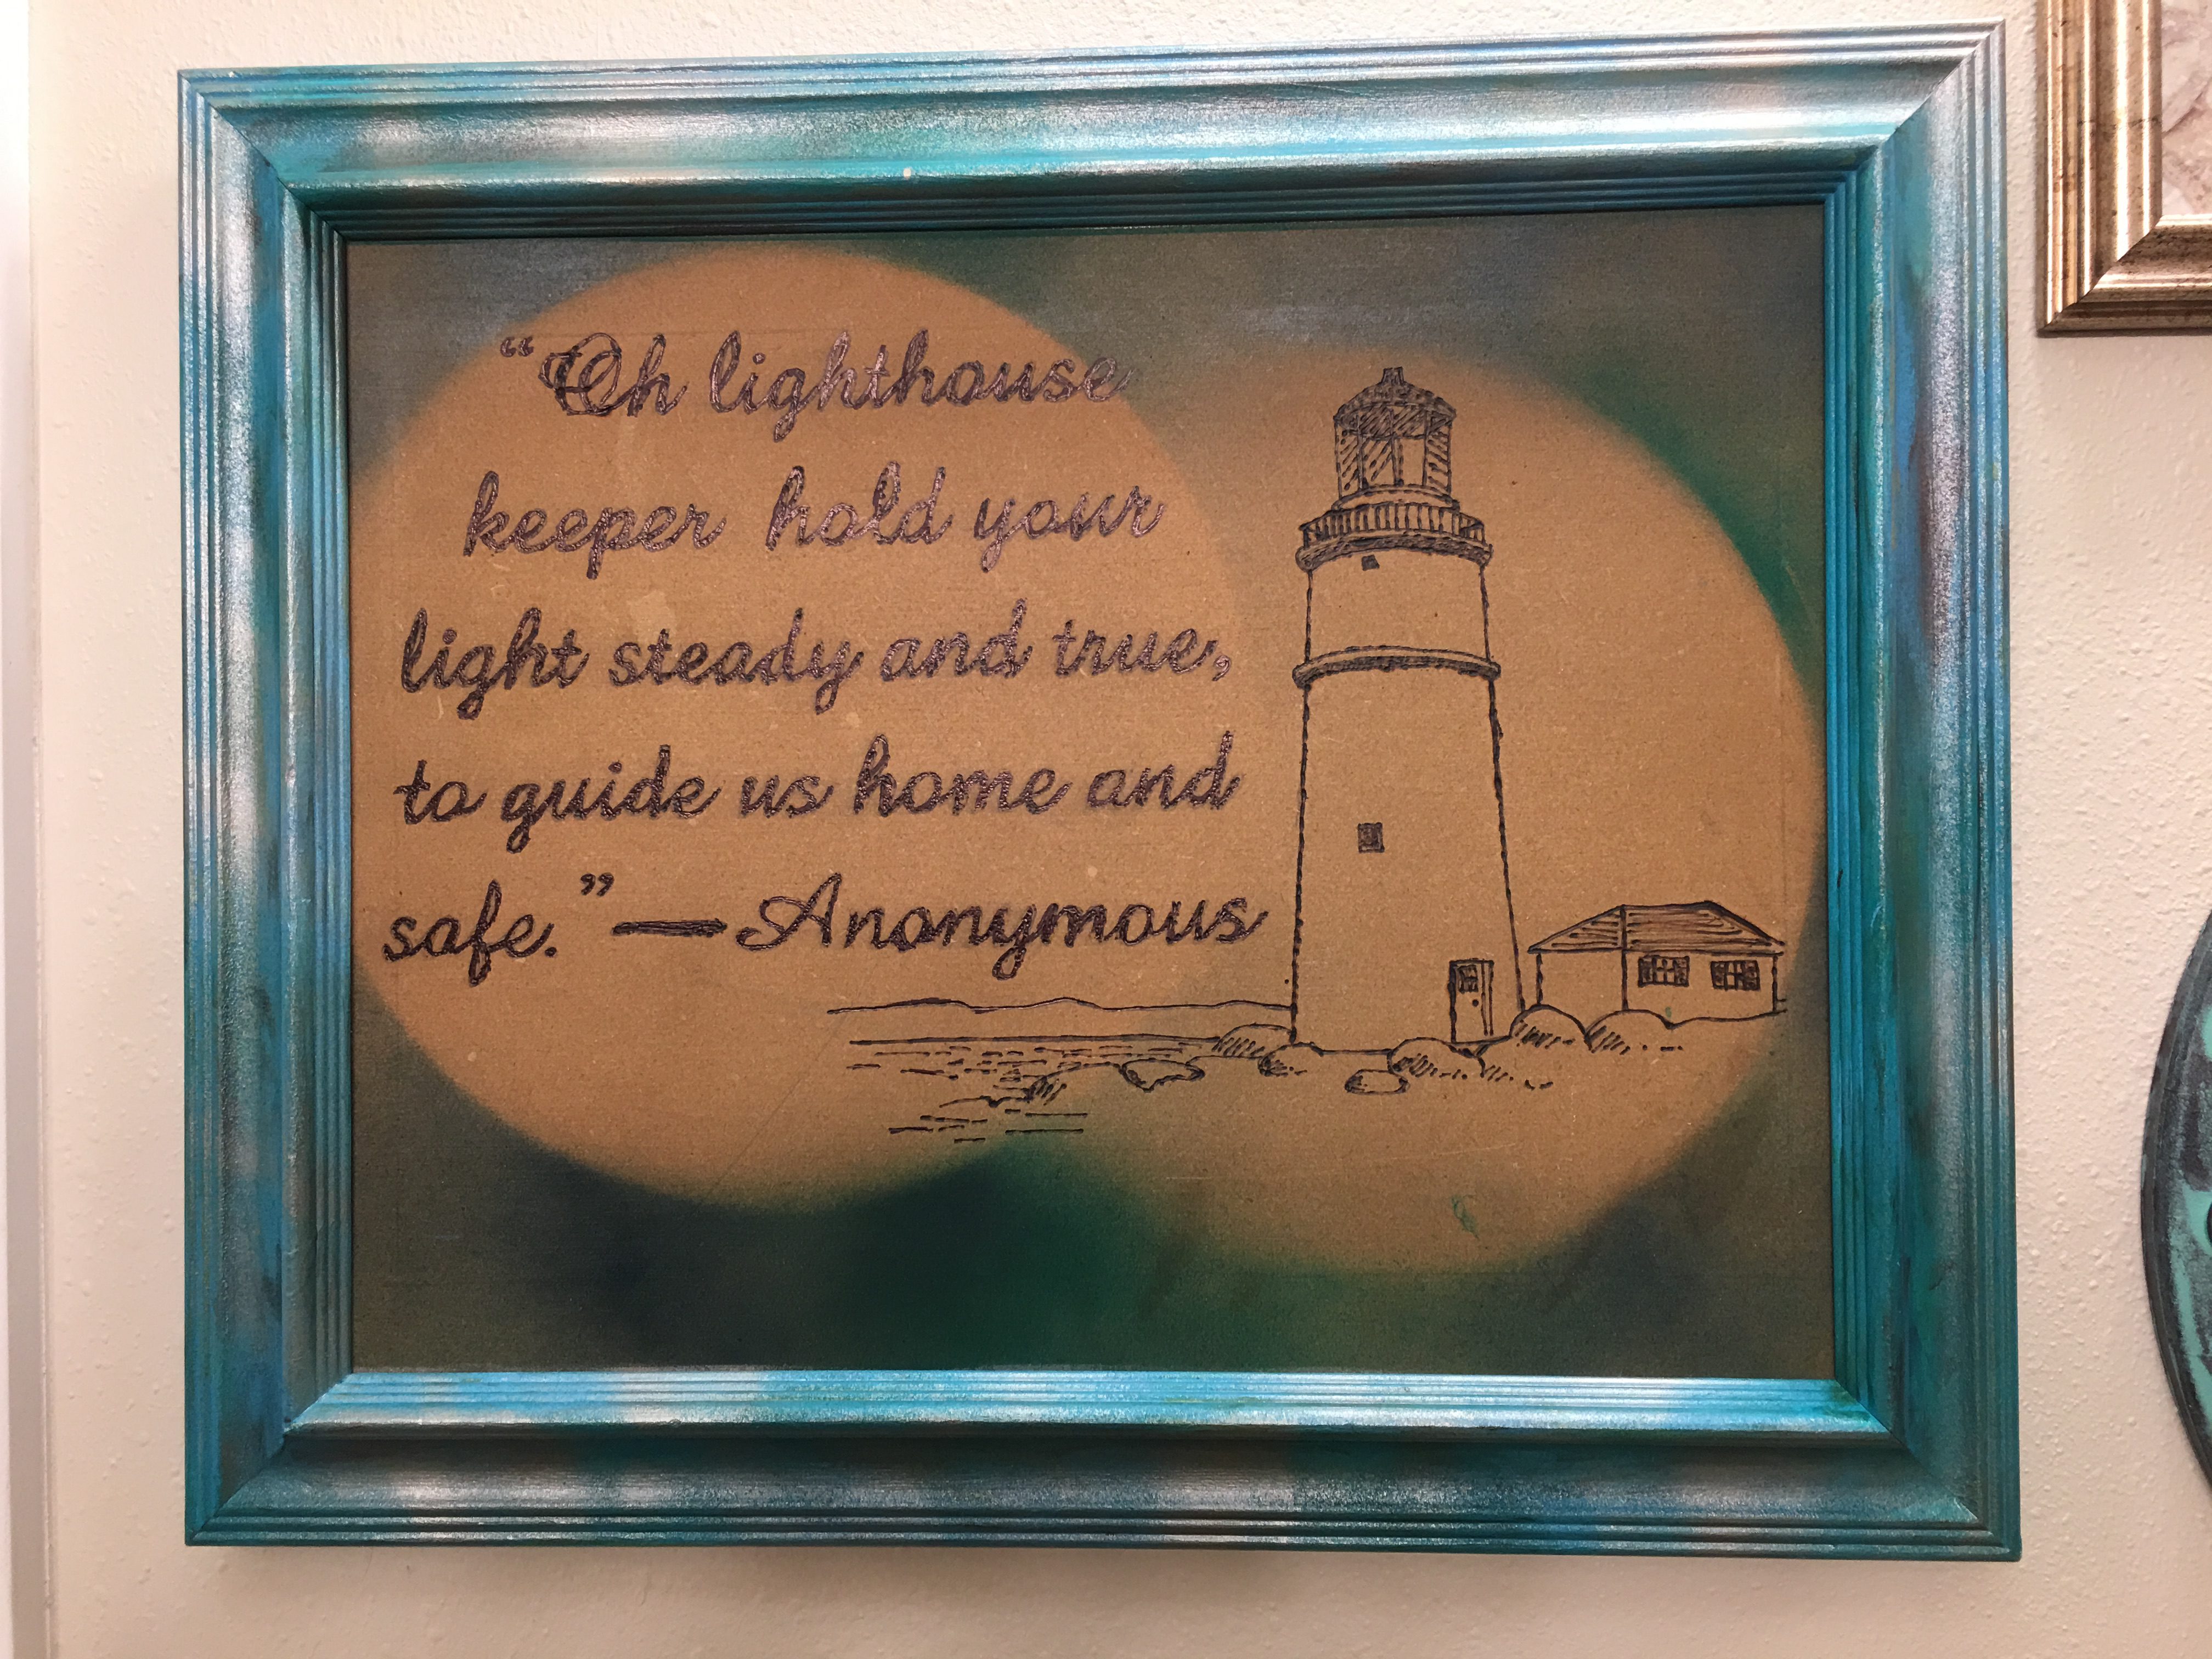 “Oh lighthouse
keeper hold your
light steady and true,
to guide us home and
safe.”—Anonymous